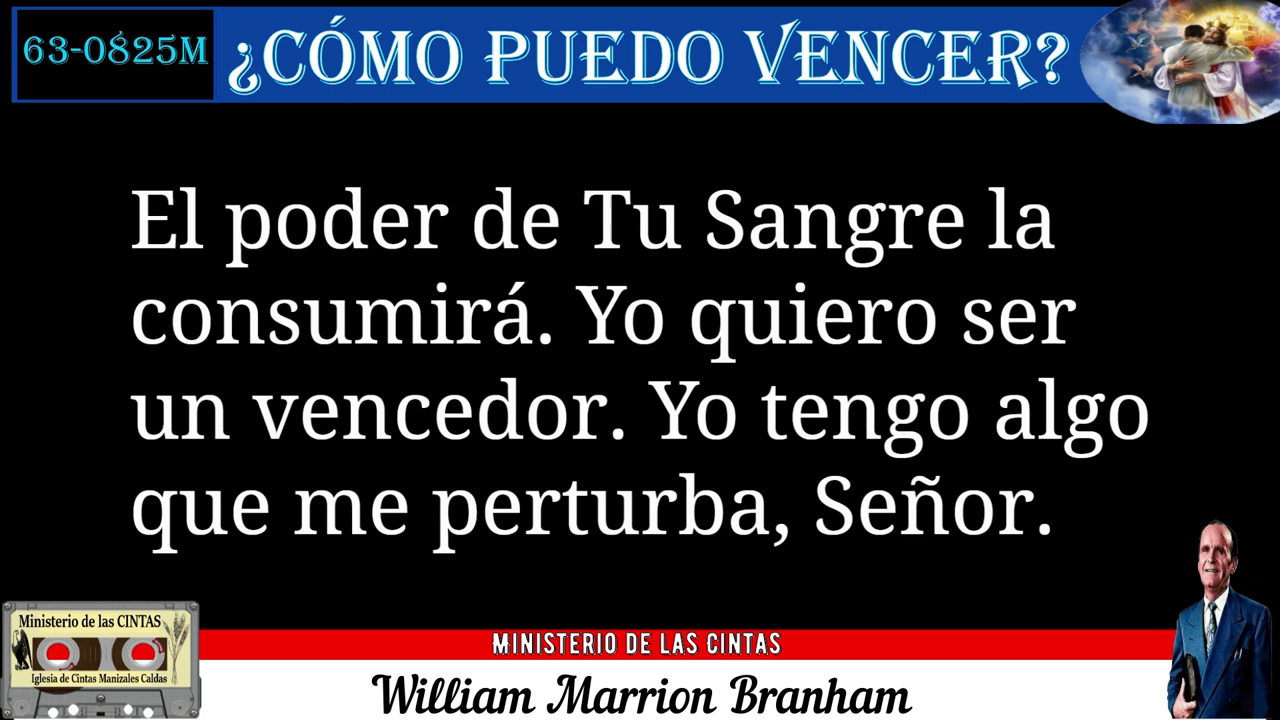 63-0825M
¿CÓMO PUEDO VENCER?
El poder de Tu Sangre la
consumirá. Yo quiero ser
un vencedor. Yo tengo algo
que me perturba, Señor.
Ministerio de las CINTAS
Iglesia de Cintas Manizales Caldas
MINISTERIO DE LAS CINTAS
William Marrion Branham